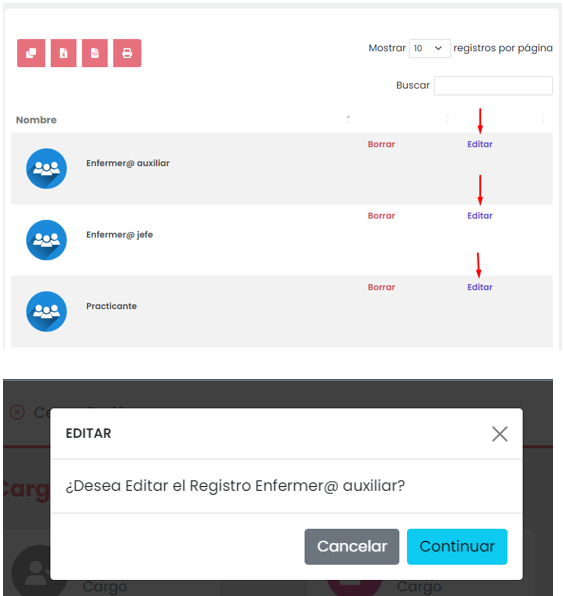 Mostrar 10 registros por página
Buscar
Nombre
Borrar Editar
Enfermer@ auxiliar
Borrar Editar
Enfermer@ jefe
Borrar Editar
Practicante
EDITAR
¿Desea Editar el Registro Enfermer@ auxiliar?
Cancelar Continuar
Cargo Cargo